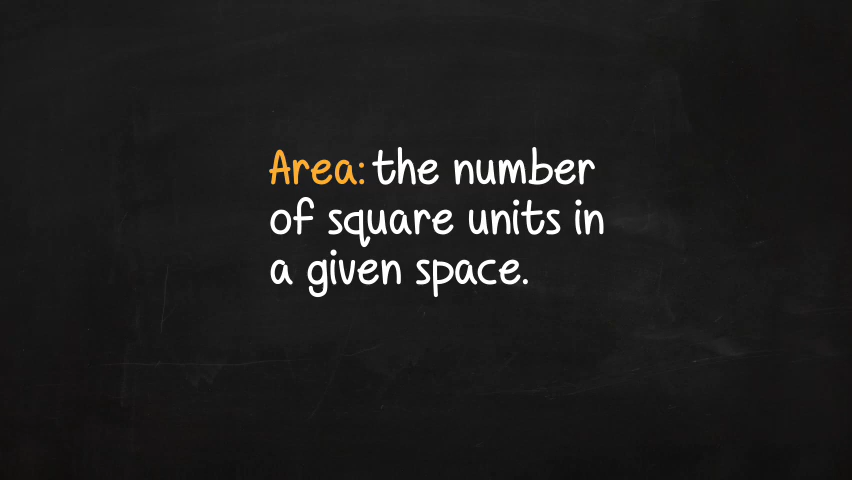 Area: the number
of square units in
a given space.